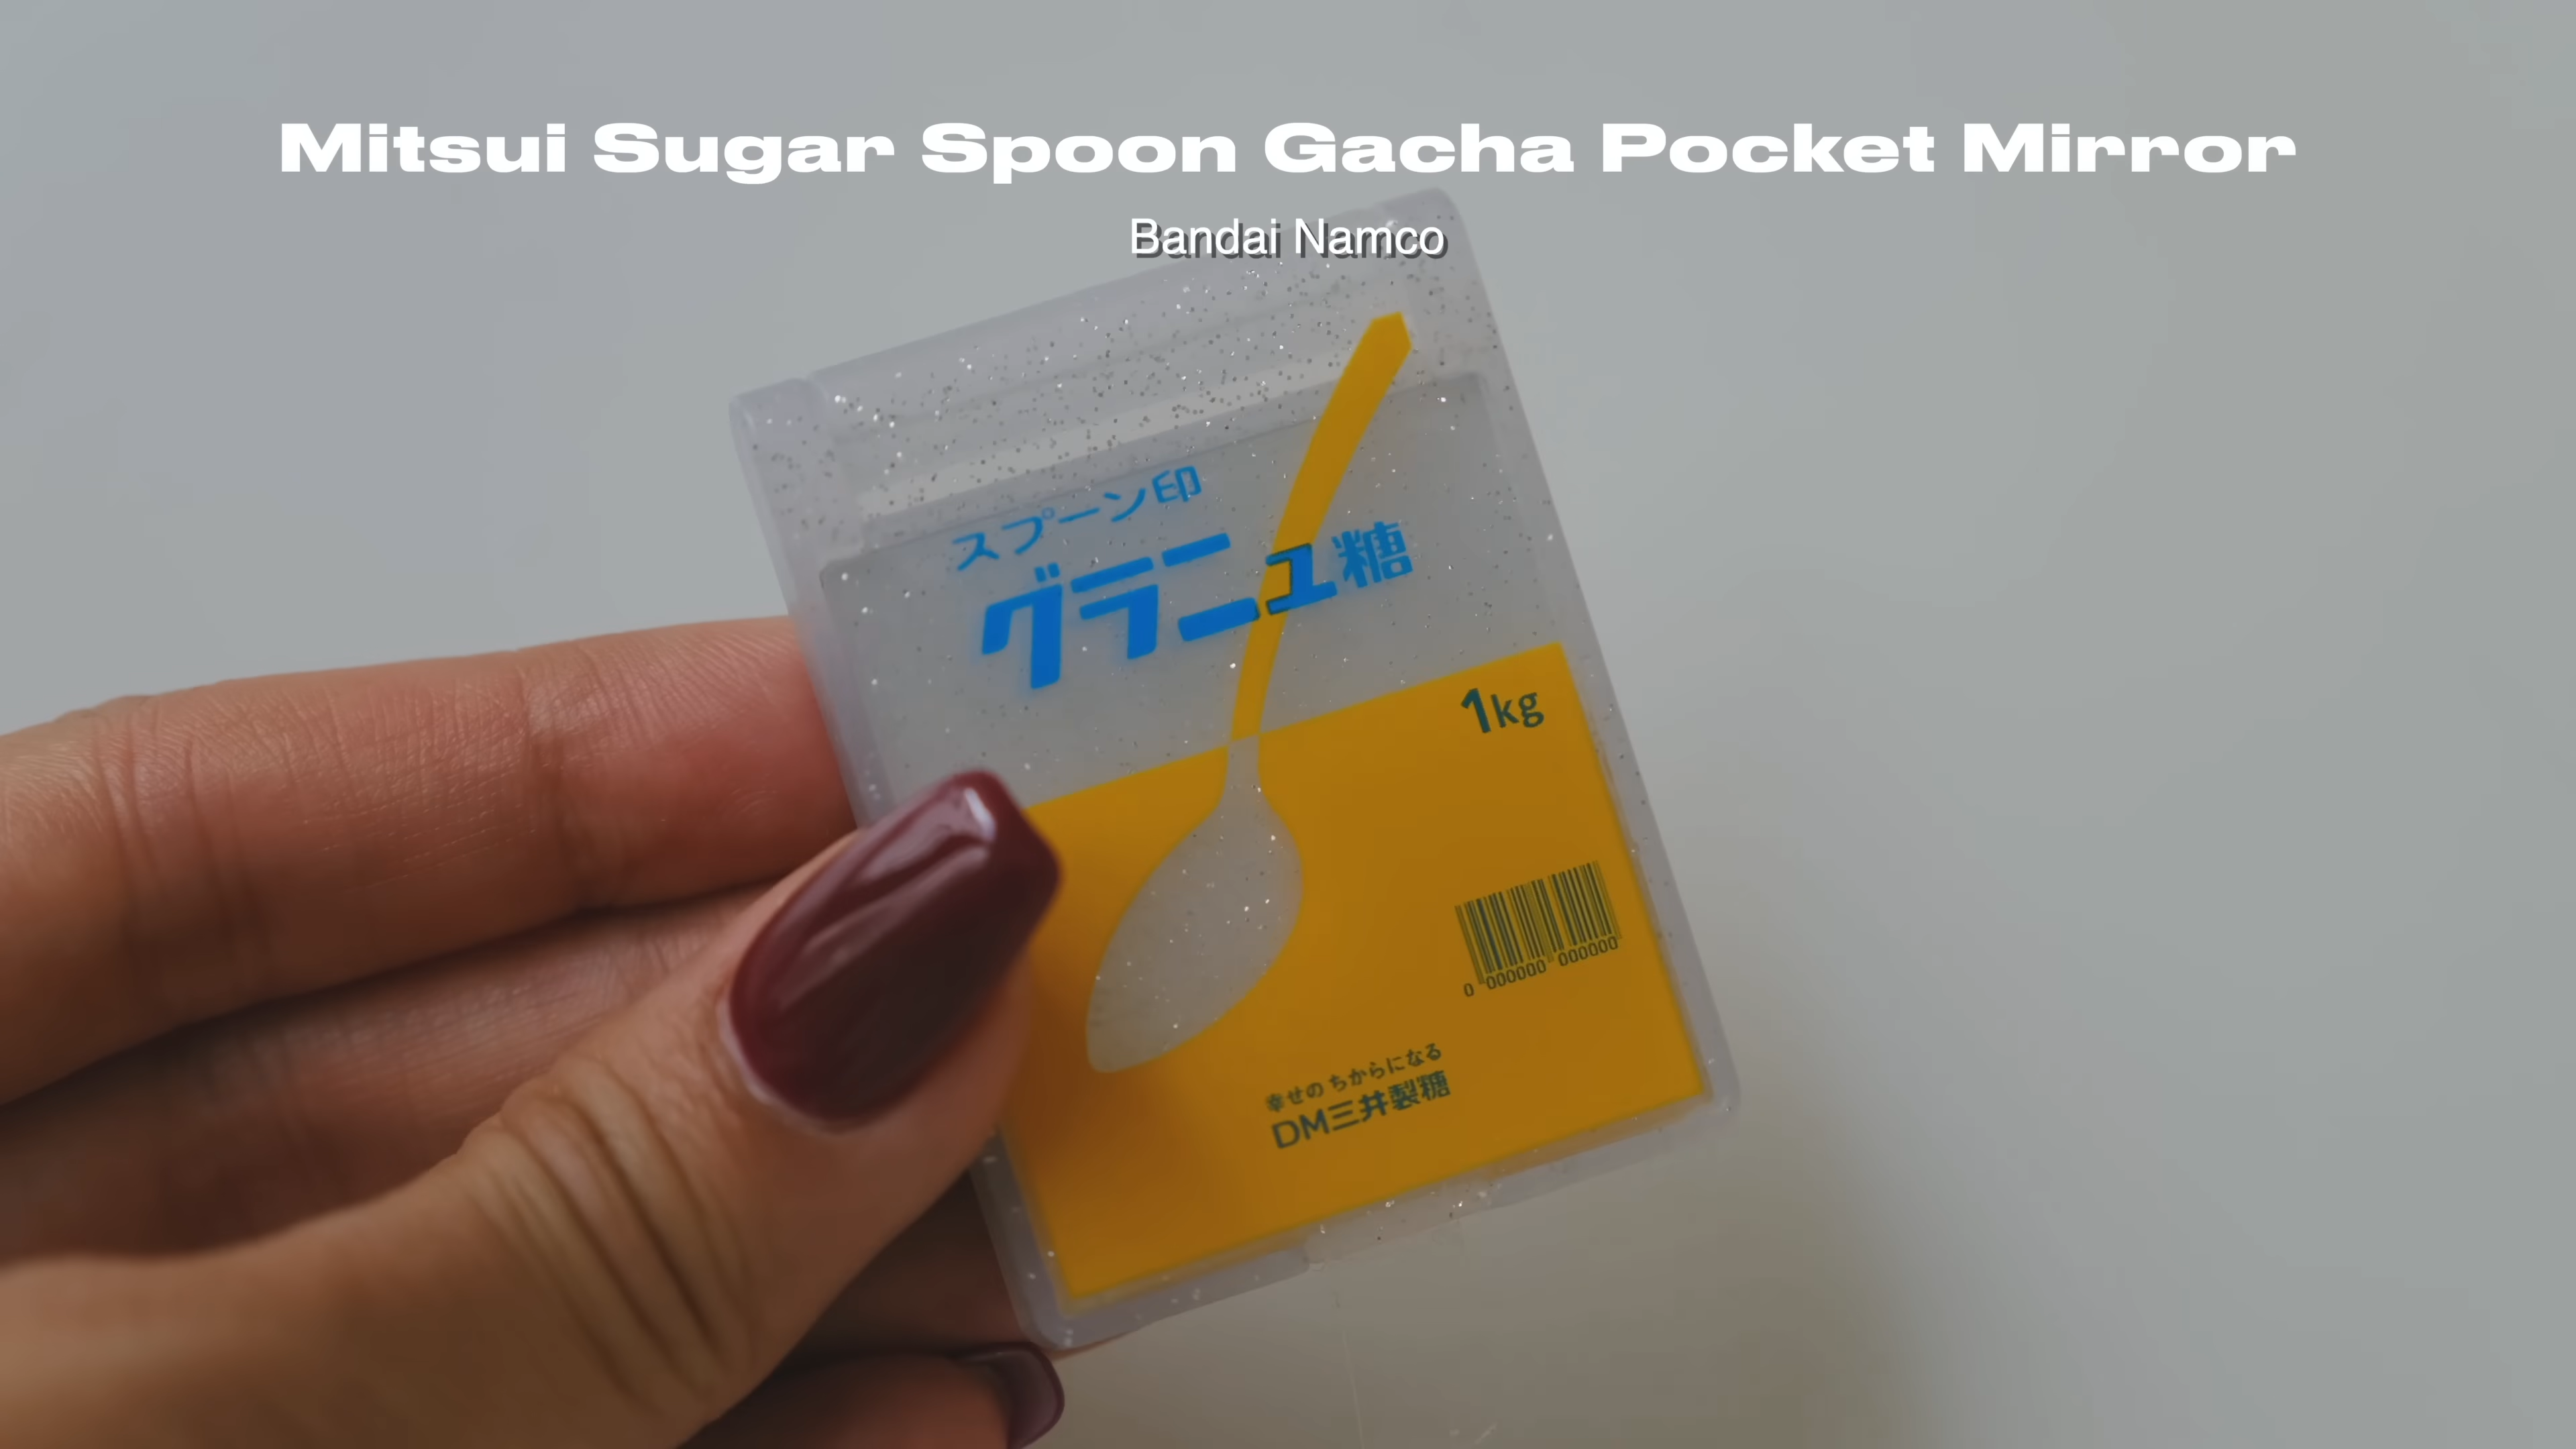 Mitsui Sugar Spoon Gacha Pocket Mirror
Bandai Namco
スプーン印
グラニュ糖
1kg
0 000000 000000
幸せの ちからになる
DM三井製糖